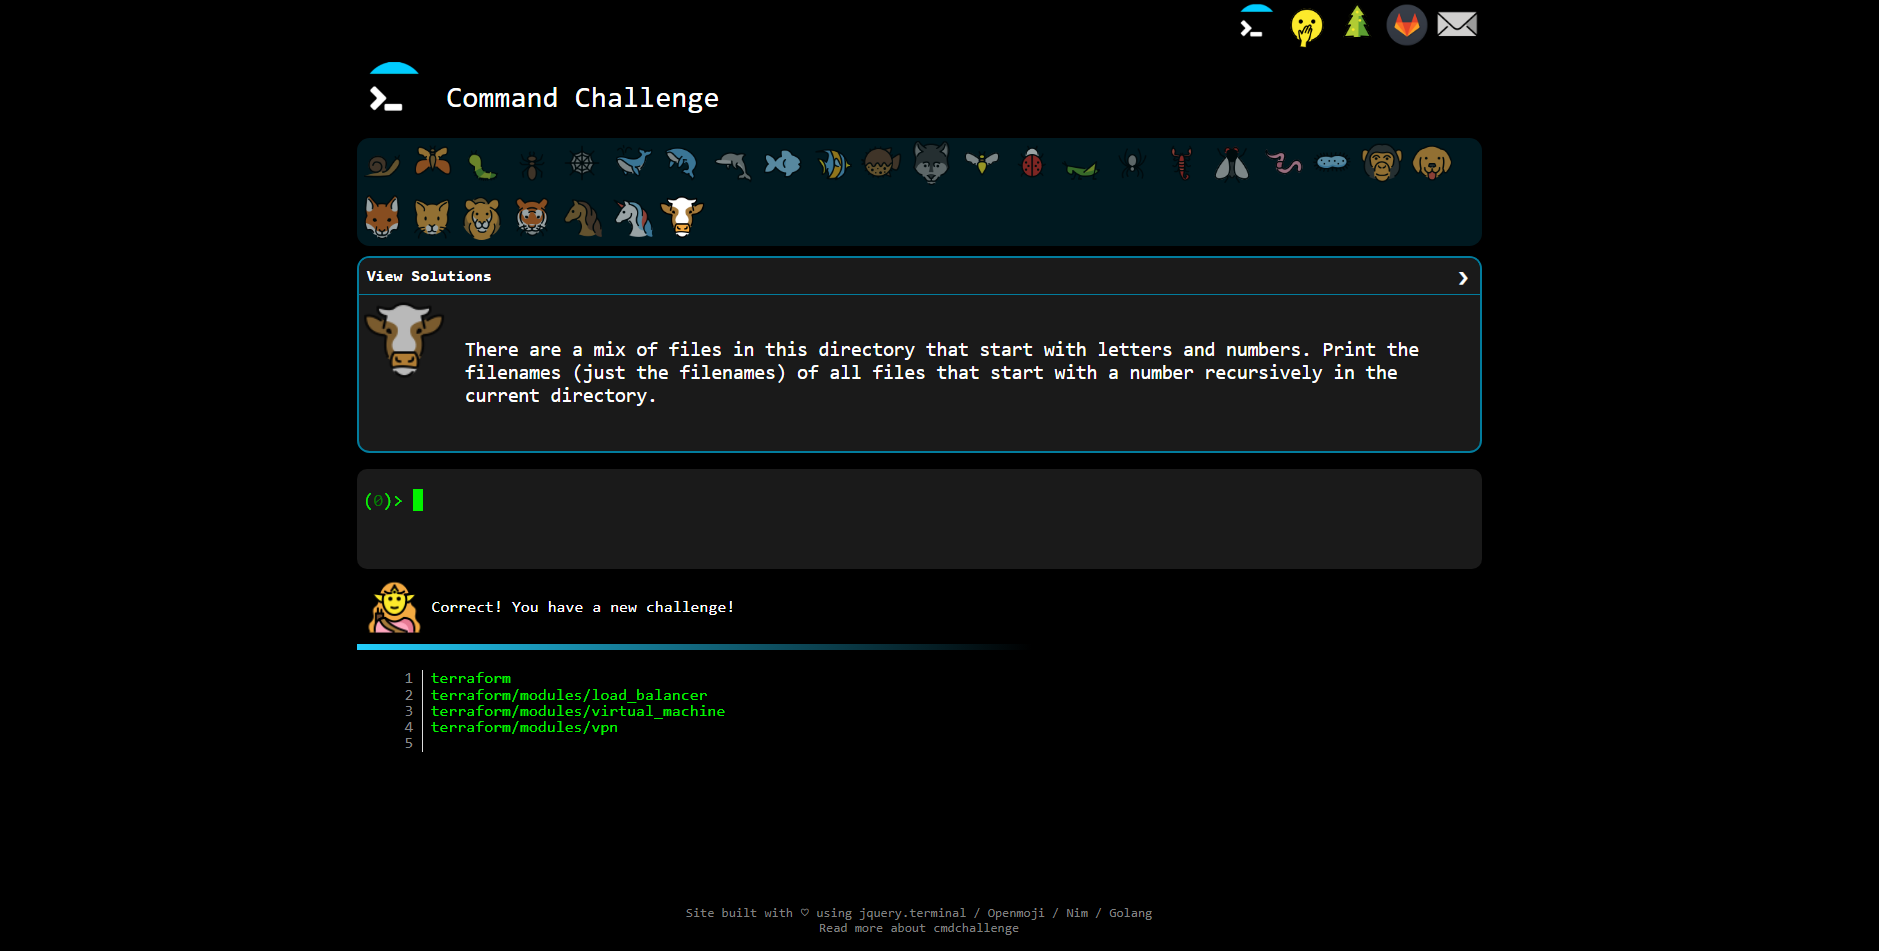 Command Challenge
View Solutions
There are a mix of files in this directory that start with letters and numbers. Print the
filenames (just the filenames) of all files that start with a number recursively in the
current directory.
(0)>
Correct! You have a new challenge!
1 terraform
2 terraform/modules/load_balancer
3 terraform/modules/virtual_machine
4 terraform/modules/vpn
5
Site built with ♡ using jquery.terminal / Openmoji / Nim / Golang
Read more about cmdchallenge